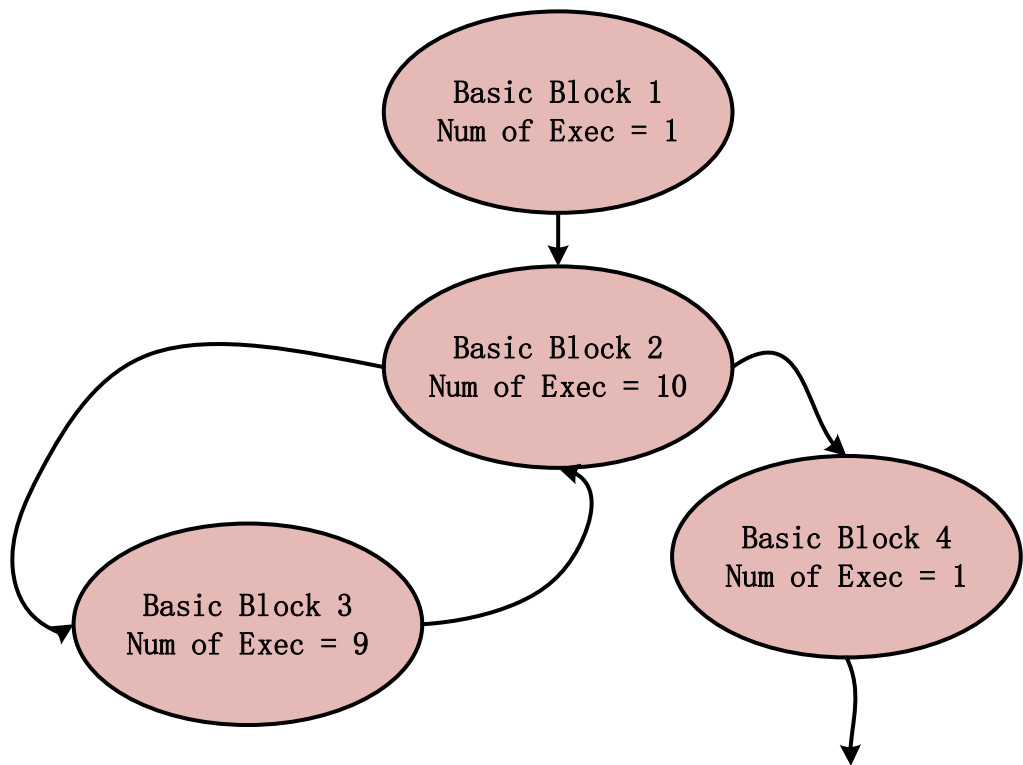 Basic Block 1
Num of Exec = 1
Basic Block 2
Num of Exec = 10
Basic Block 4
Num of Exec = 1
Basic Block 3
Num of Exec = 9